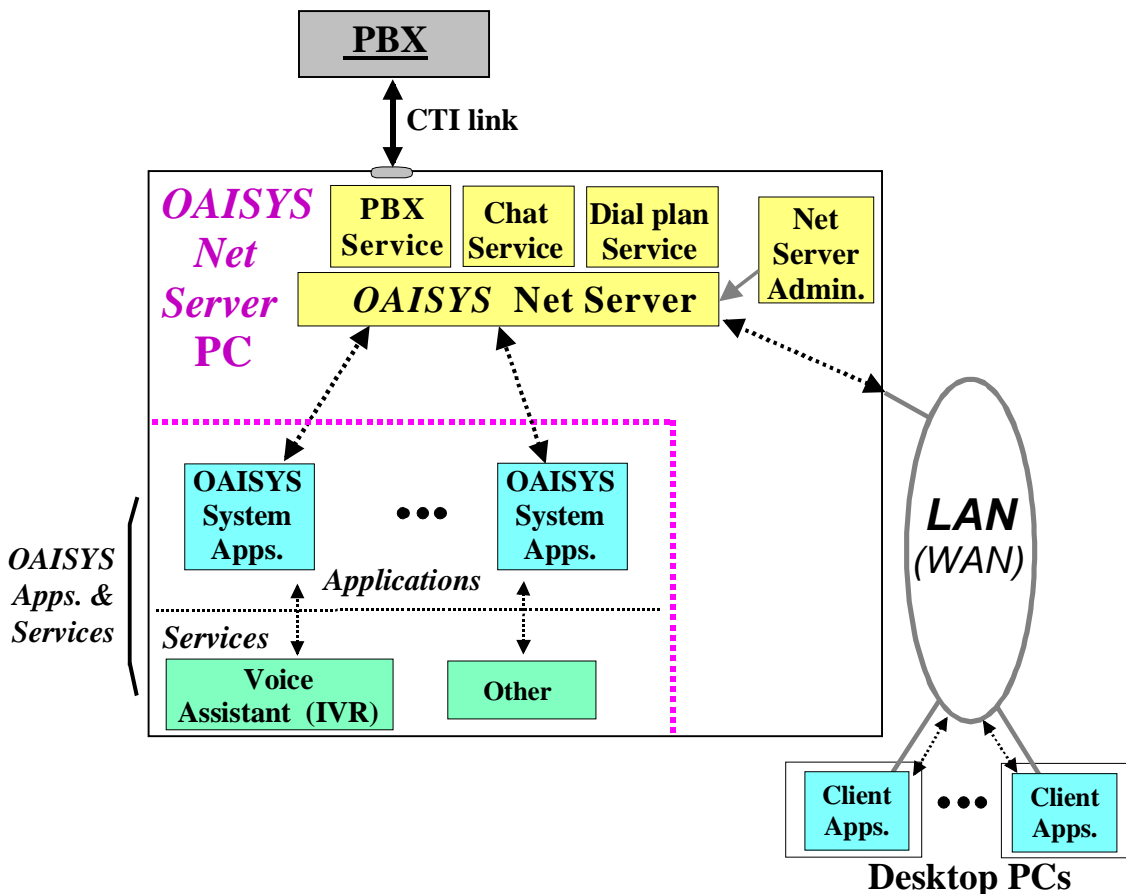 PBX
CTI link
OAISYS
Net
Server
PC
PBX
Service
Chat
Service
Dial plan
Service
Net
Server
Admin.
OAISYS Net Server
OAISYS
System
Apps.
OAISYS
System
Apps.
OAISYS
Apps. &
Services
Applications
Services
Voice
Assistant (IVR)
Other
LAN
(WAN)
Client
Apps.
Client
Apps.
Desktop PCs